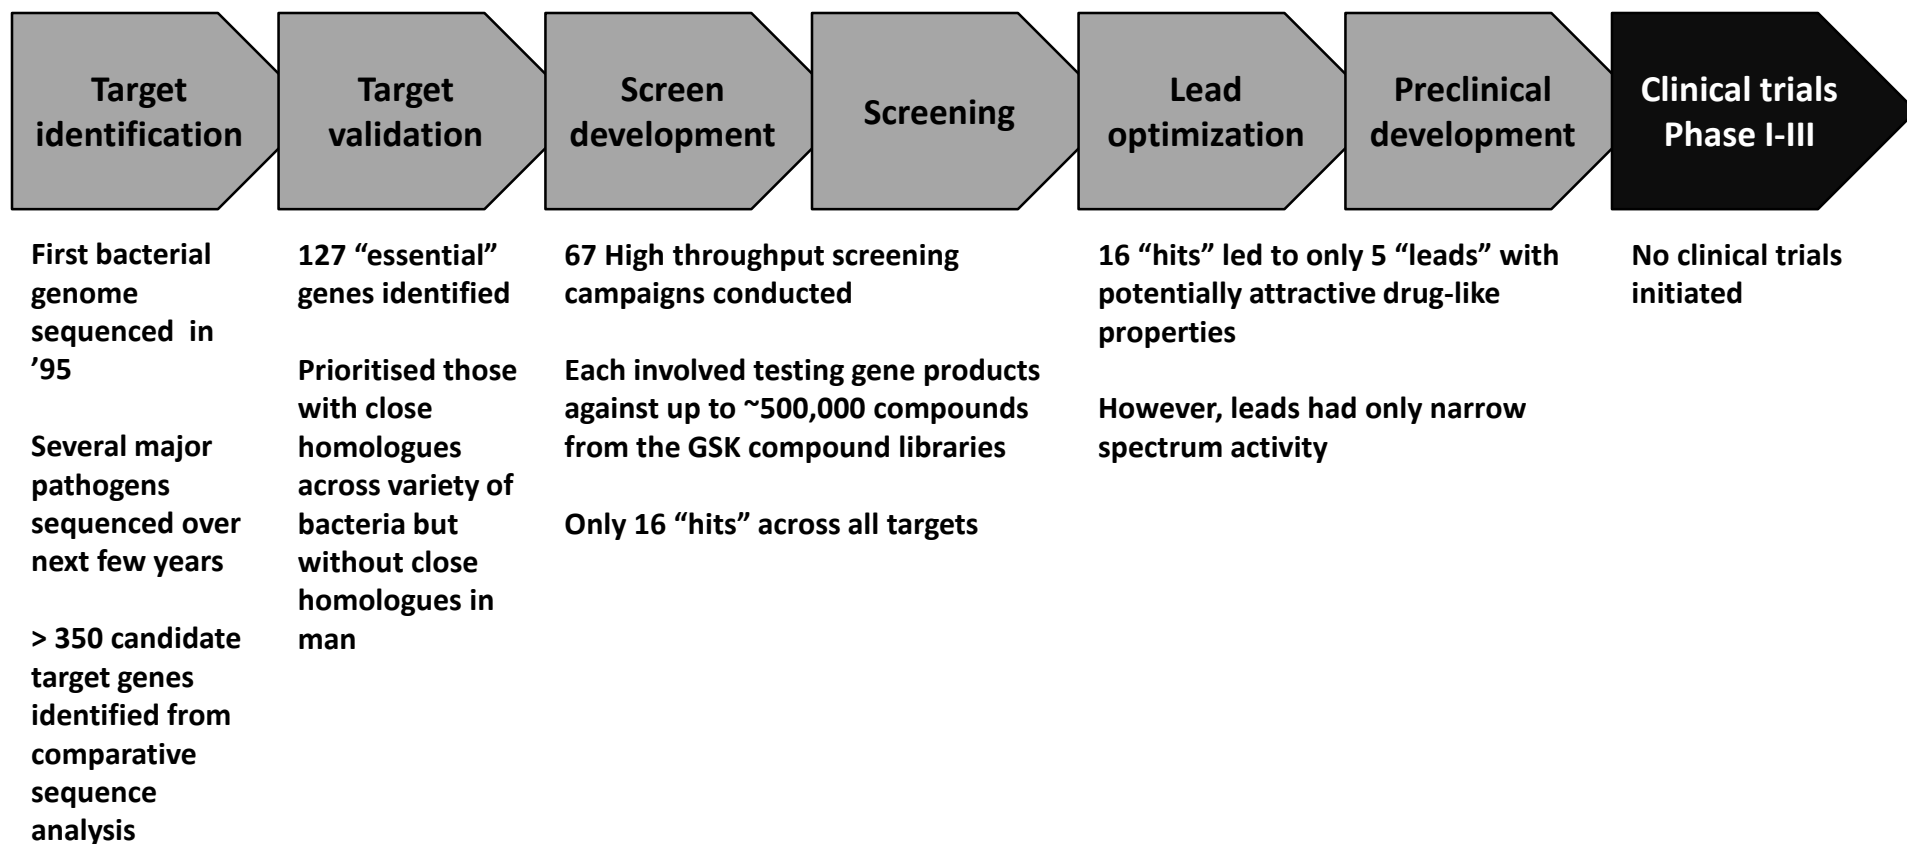 Target
identification
Target
validation
Screen
development
Screening
Lead
optimization
Preclinical
development
Clinical trials
Phase I-III
First bacterial
genome
sequenced in
’95
Several major
pathogens
sequenced over
next few years
> 350 candidate
target genes
identified from
comparative
sequence
analysis
127 “essential”
genes identified
Prioritised those
with close
homologues
across variety of
bacteria but
without close
homologues in
man
67 High throughput screening
campaigns conducted
Each involved testing gene products
against up to ~500,000 compounds
from the GSK compound libraries
Only 16 “hits” across all targets
16 “hits” led to only 5 “leads” with
potentially attractive drug-like
properties
However, leads had only narrow
spectrum activity
No clinical trials
initiated